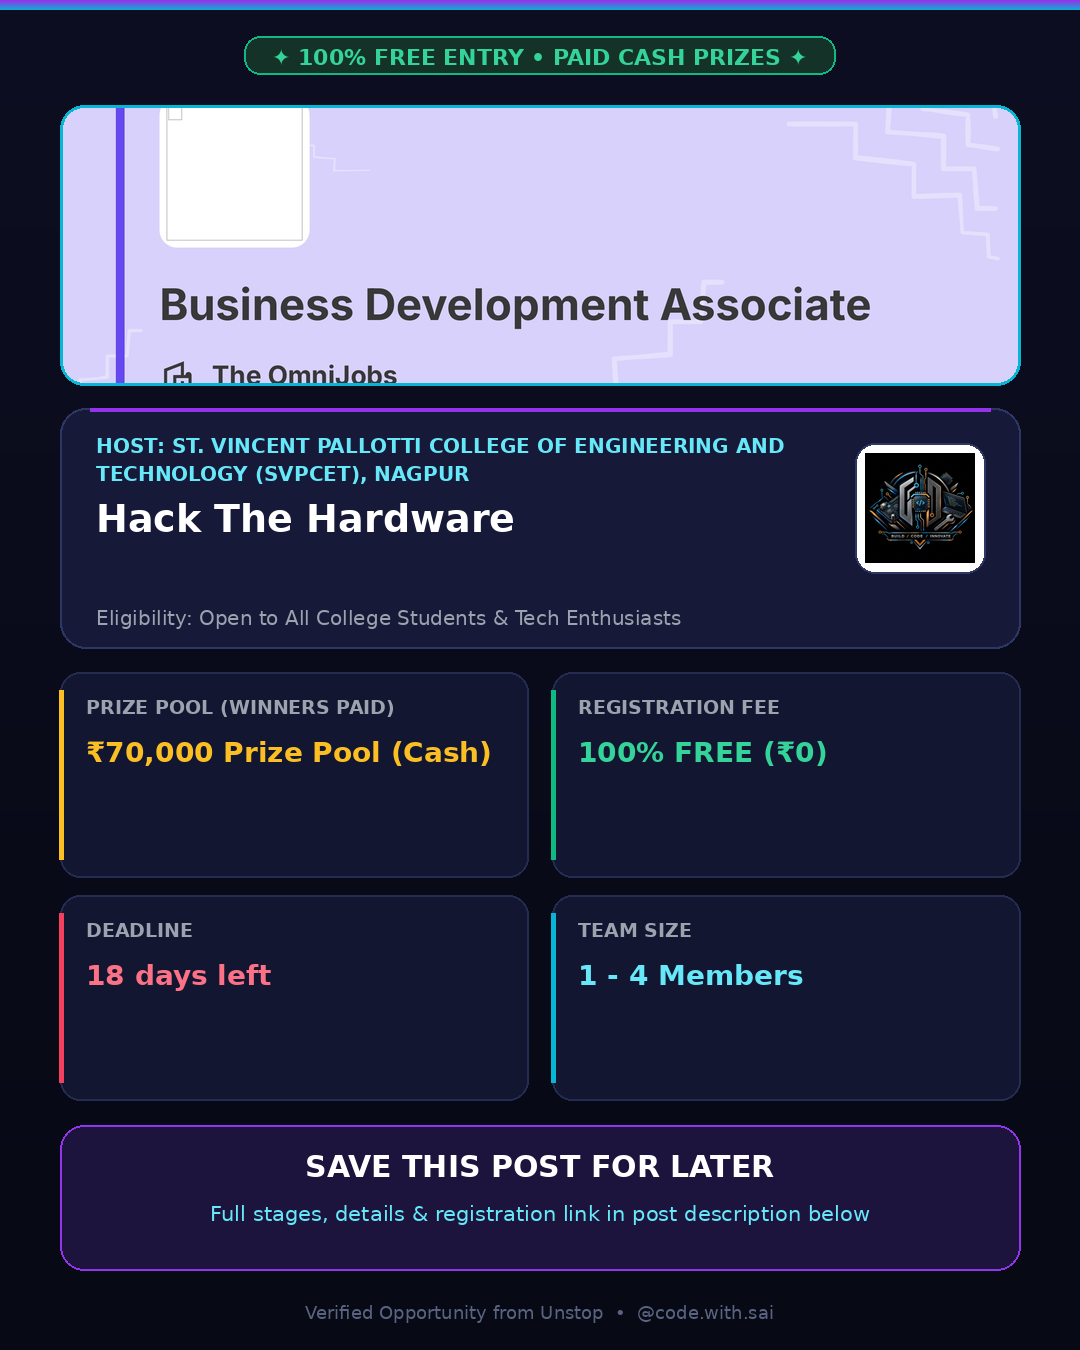 ✦ 100% FREE ENTRY • PAID CASH PRIZES ✦
Business Development Associate
The OmniJobs
HOST: ST. VINCENT PALLOTTI COLLEGE OF ENGINEERING AND
TECHNOLOGY (SVPCET), NAGPUR
Hack The Hardware
BUILD / CODE / INNOVATE
Eligibility: Open to All College Students & Tech Enthusiasts
PRIZE POOL (WINNERS PAID)
₹70,000 Prize Pool (Cash)
REGISTRATION FEE
100% FREE (₹0)
DEADLINE
18 days left
TEAM SIZE
1 - 4 Members
SAVE THIS POST FOR LATER
Full stages, details & registration link in post description below
Verified Opportunity from Unstop • @code.with.sai